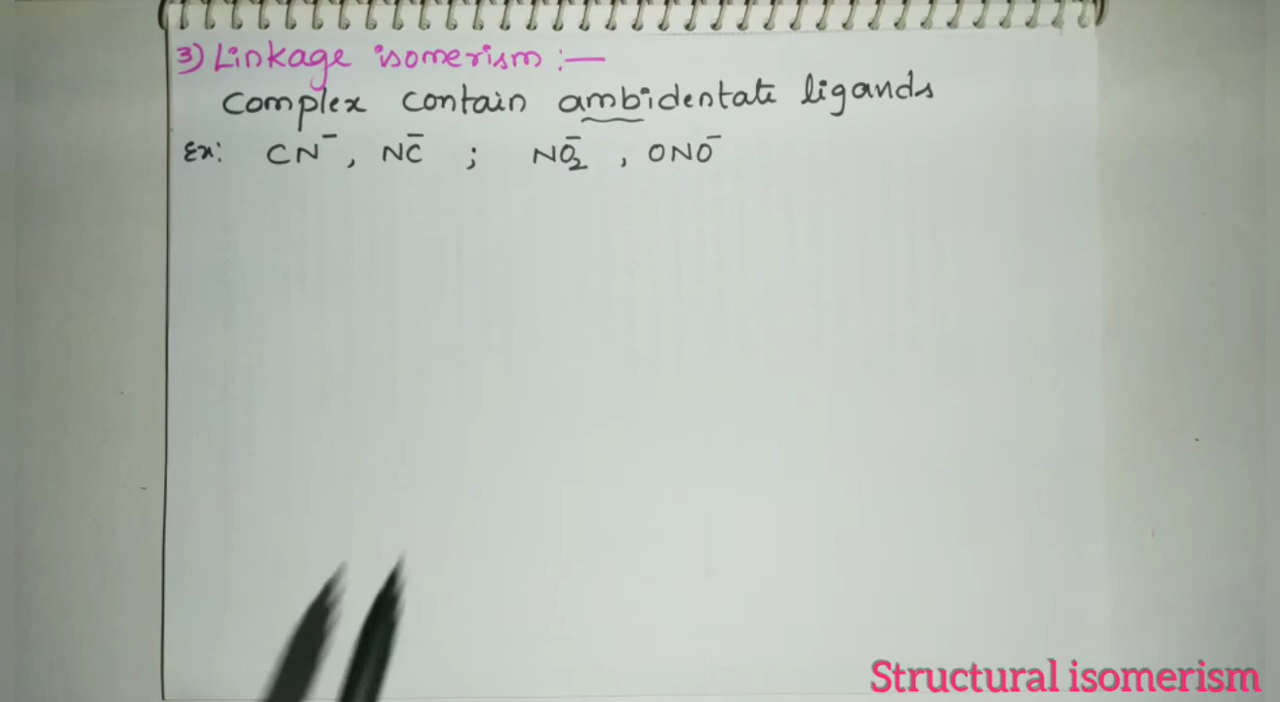 3) Linkage isomerism :—
Complex contain ambidentate ligands
Ex: CN⁻, NC⁻ ; NO₂⁻, ONO⁻
Structural isomerism